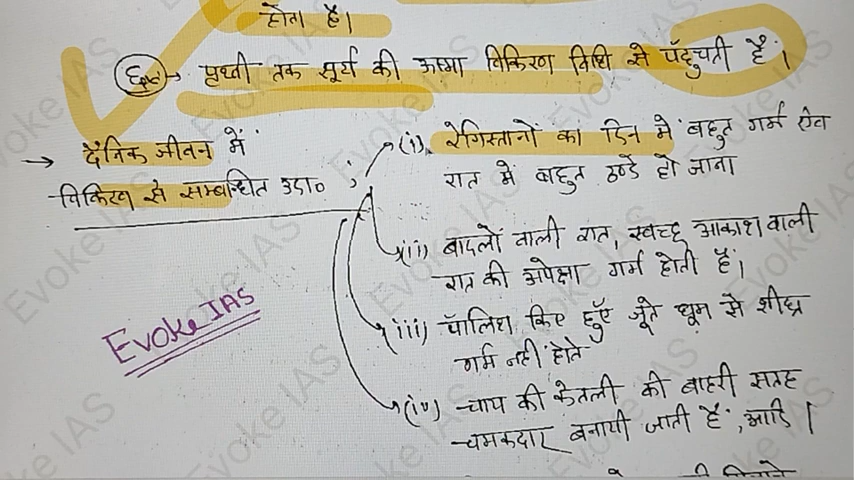 होता है।
Imp → पृथ्वी तक सूर्य की ऊष्मा विकिरण विधि से पहुँचती है।
→ दैनिक जीवन में
विकिरण से सम्बन्धित उदा० ;
(i) रेगिस्तानों का दिन में बहुत गर्म एवं
रात में बहुत ठण्डे हो जाना
(ii) बादलों वाली रात, स्वच्छ आकाश वाली
रात की अपेक्षा गर्म होती है।
(iii) पॉलिश किए हुएँ जूते धूप से शीघ्र
गर्म नहीं होते
(iv) चाय की केतली की बाहरी सतह
चमकदार बनायी जाती है, आदि।
Evoke IAS